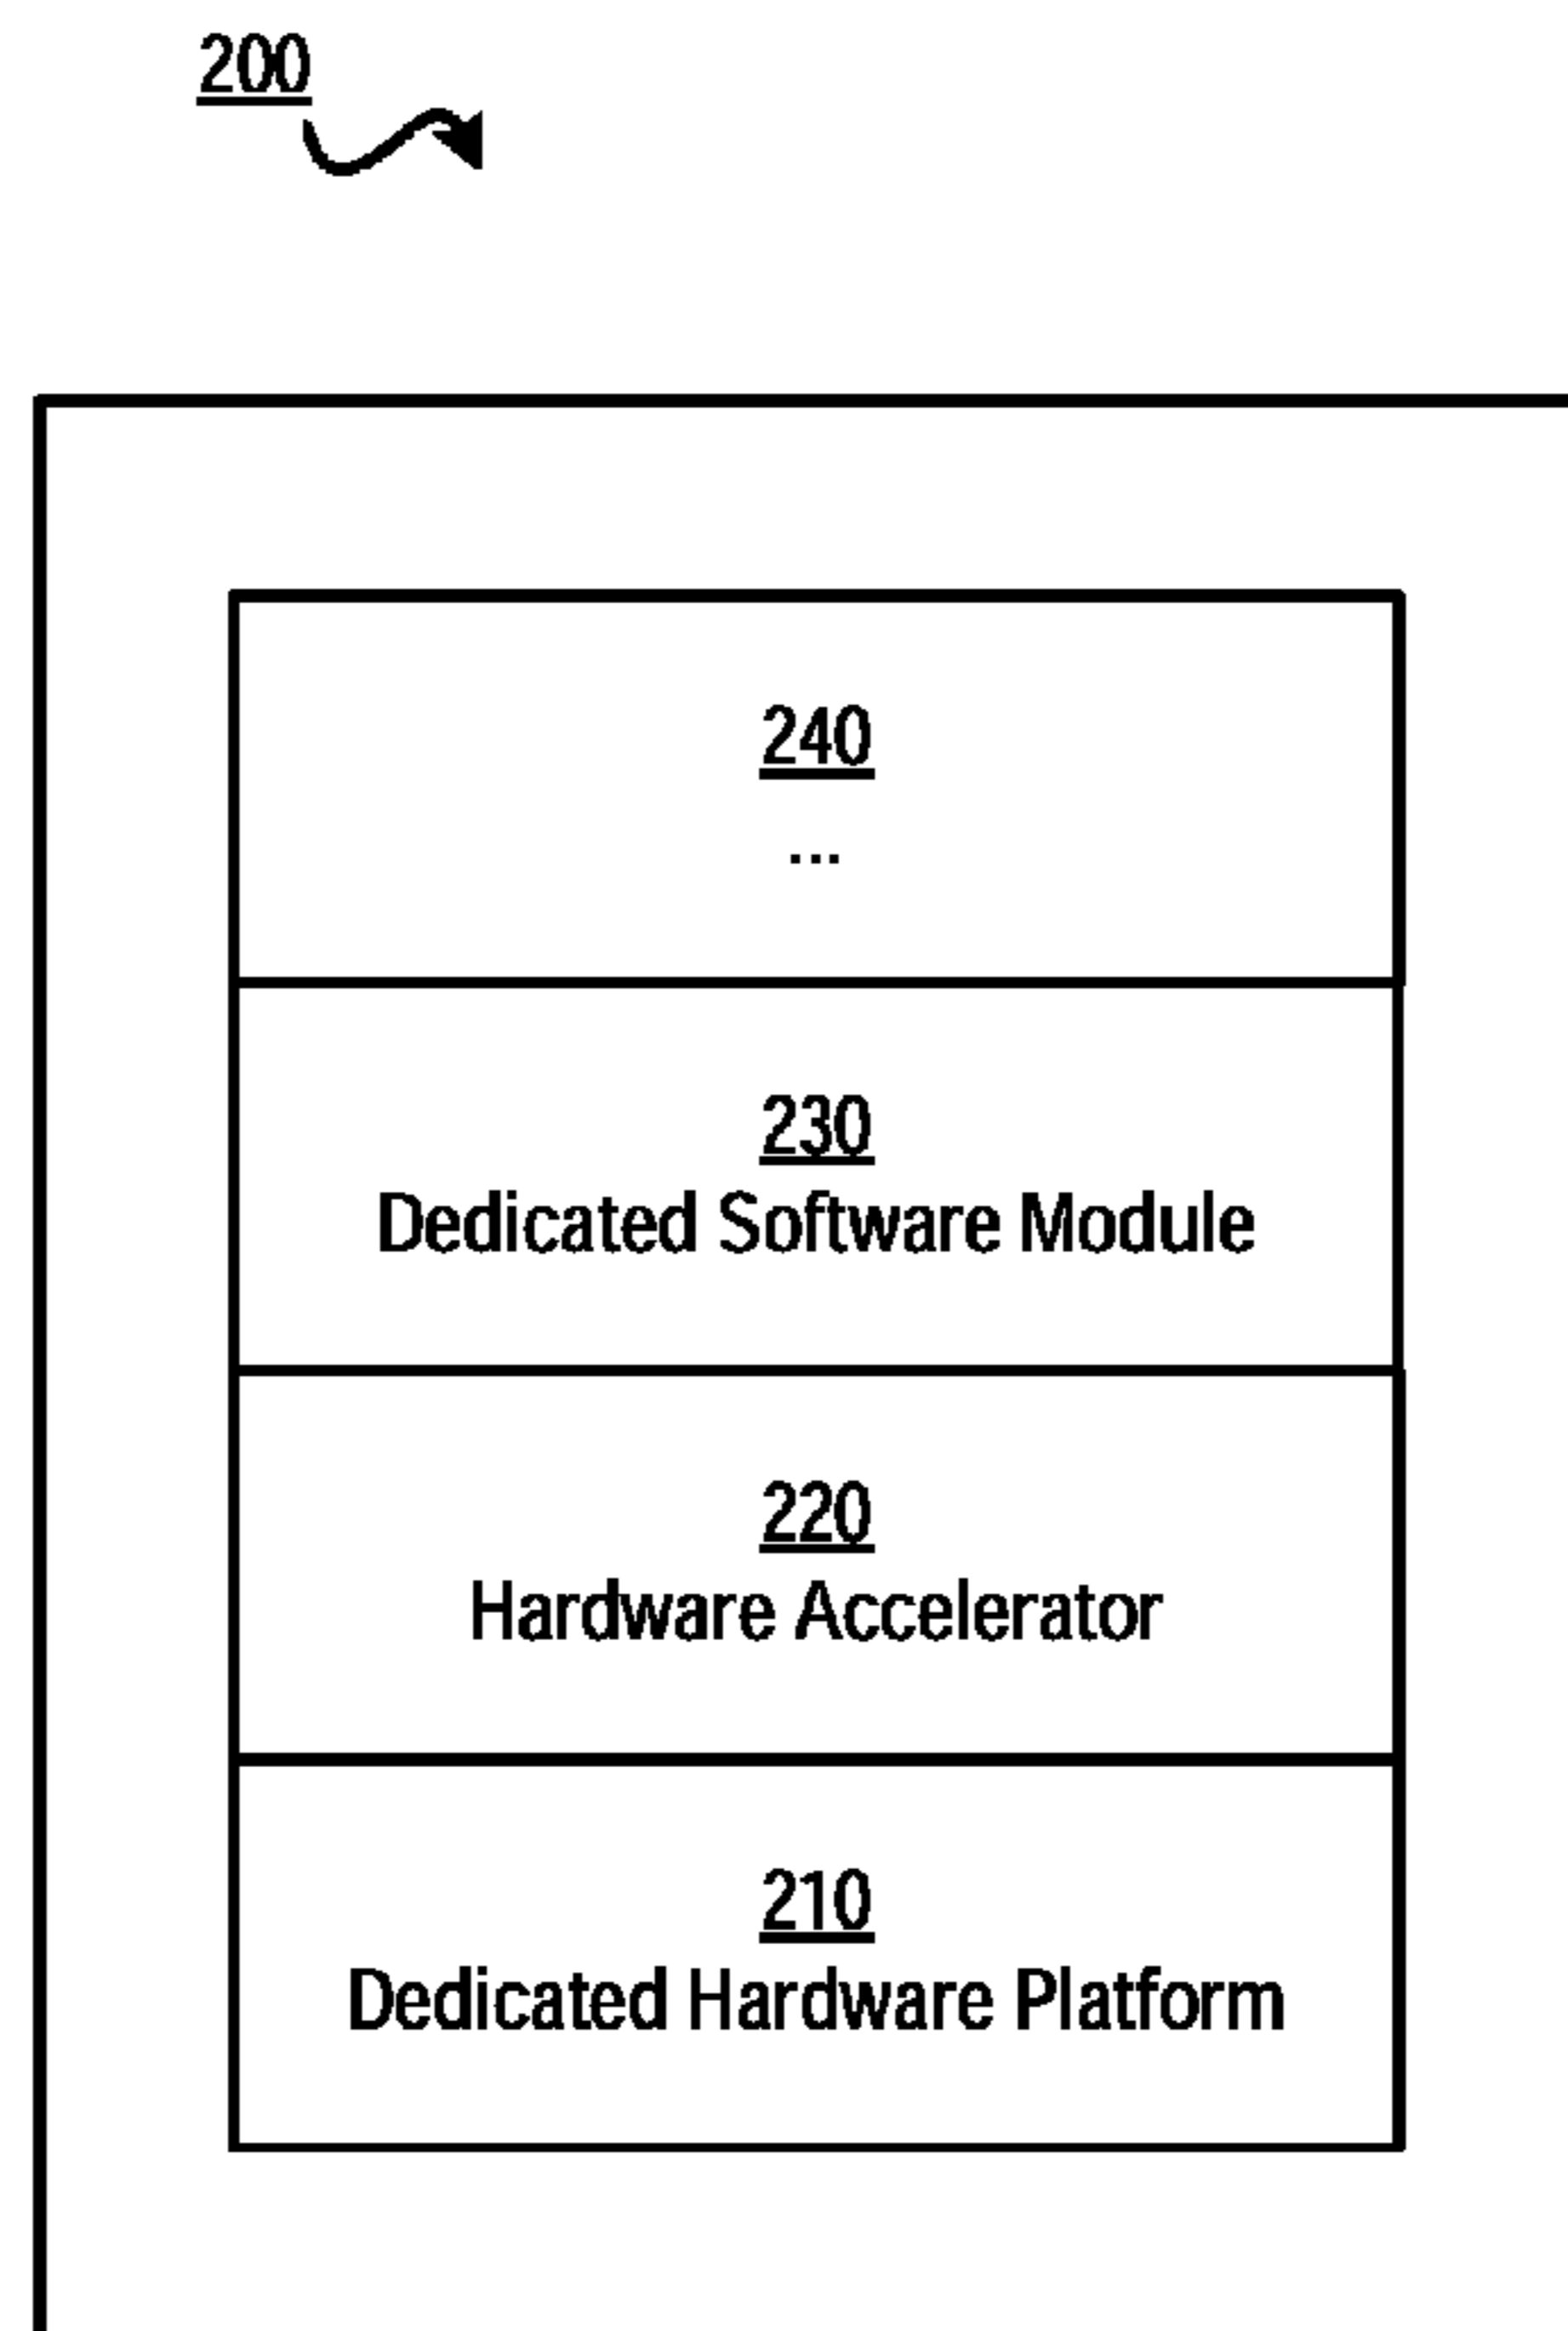 200
240
...
230
Dedicated Software Module
220
Hardware Accelerator
210
Dedicated Hardware Platform